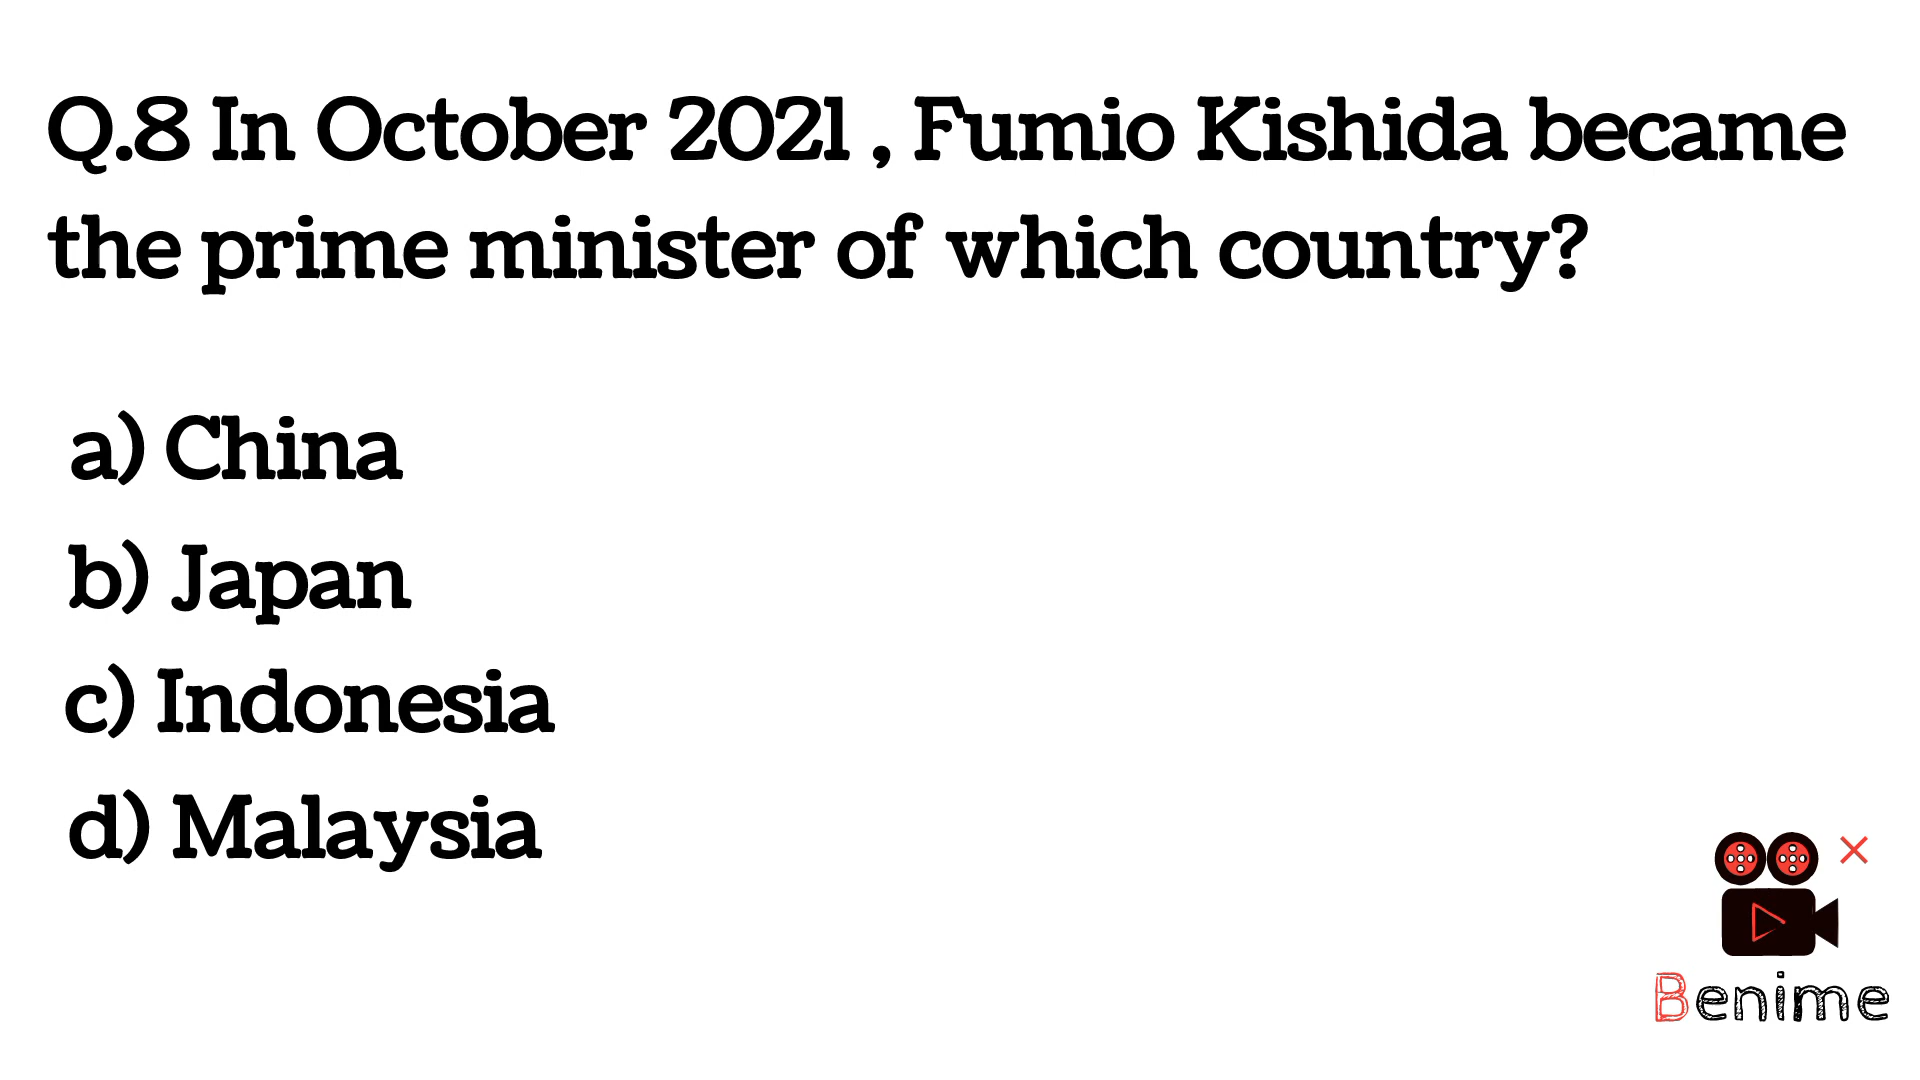 Q.8 In October 2021 , Fumio Kishida became
the prime minister of which country?
a) China
b) Japan
c) Indonesia
d) Malaysia
Benime